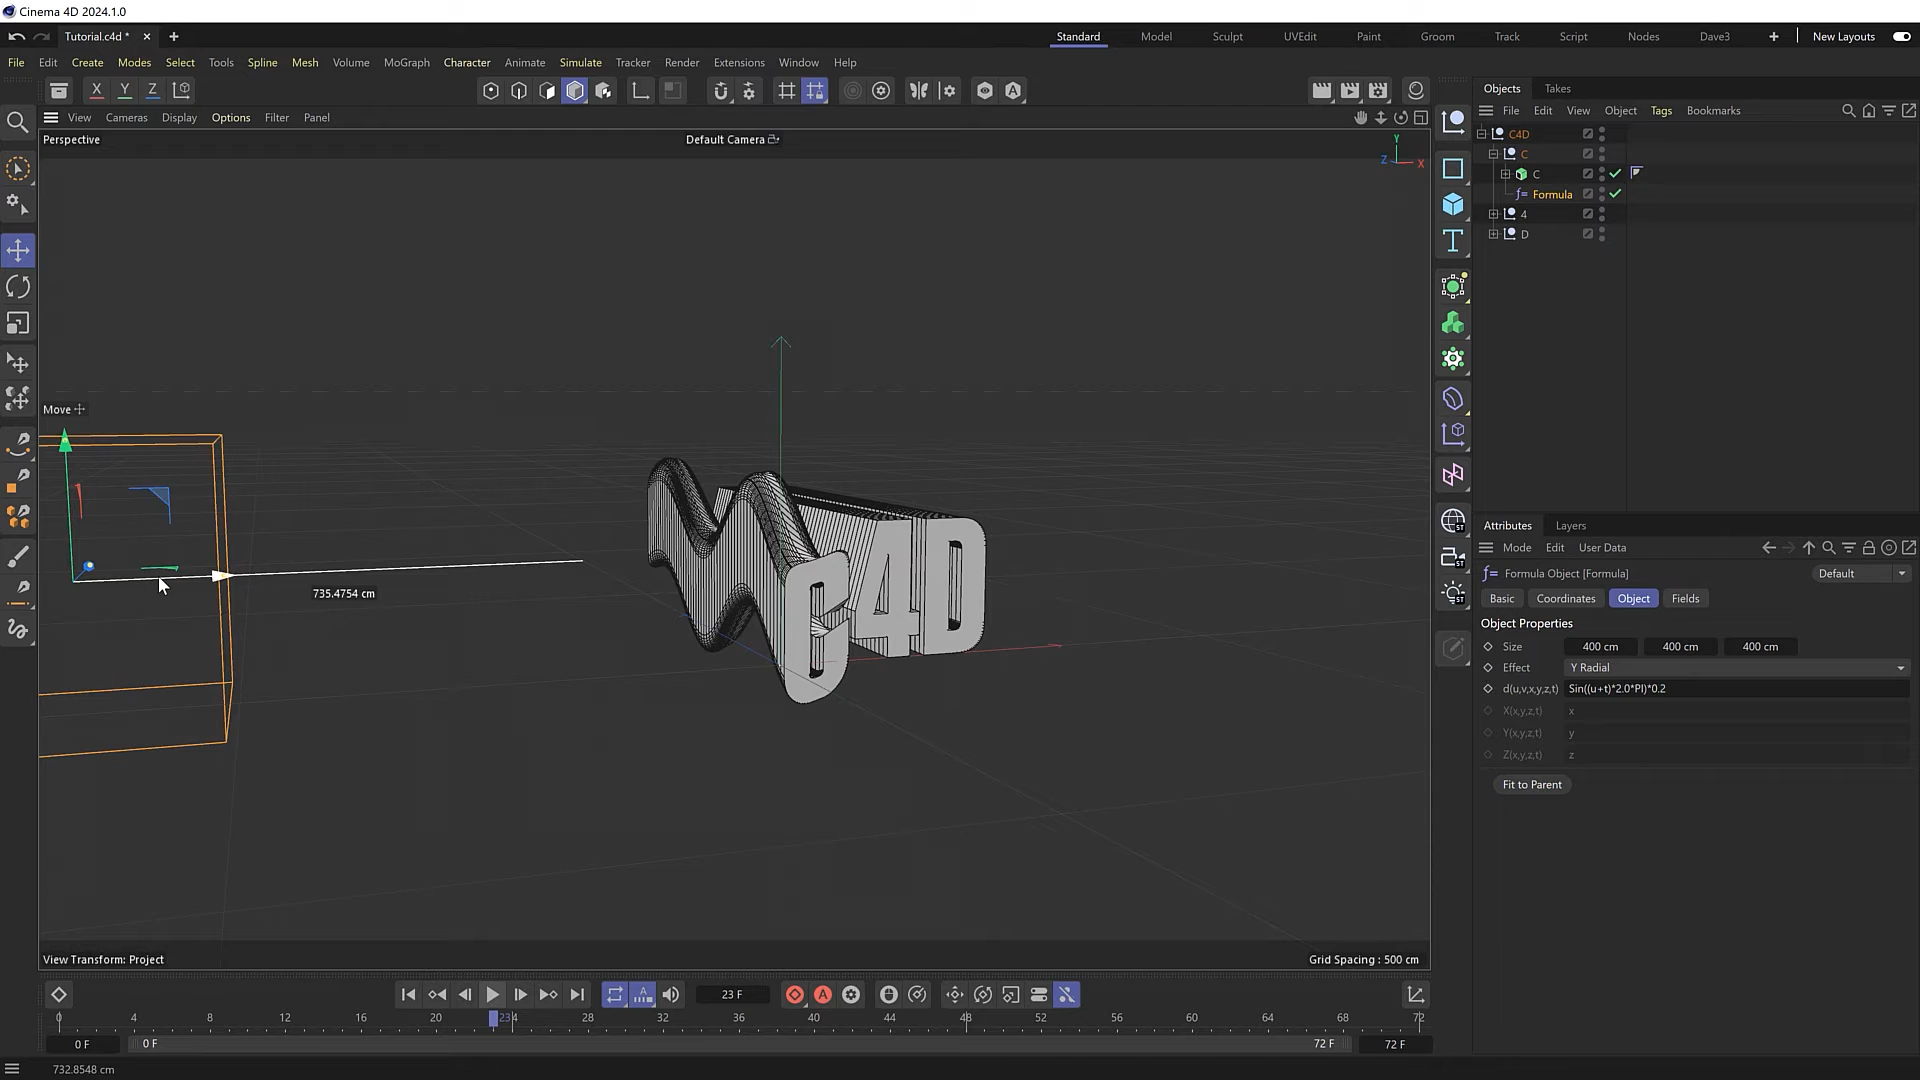 Cinema 4D 2024.1.0
Tutorial.c4d *
Standard Model Sculpt UVEdit Paint Groom Track Script Nodes Dave3 New Layouts
File Edit Create Modes Select Tools Spline Mesh Volume MoGraph Character Animate Simulate Tracker Render Extensions Window Help
X Y Z
View Cameras Display Options Filter Panel
Perspective
Default Camera
Y
Z
X
Move
735.4754 cm
C4D
View Transform: Project
Grid Spacing : 500 cm
Objects Takes
File Edit View Object Tags Bookmarks
C4D
C
C
Formula
4
D
Attributes Layers
Mode Edit User Data
Formula Object [Formula]
Default
Basic Coordinates Object Fields
Object Properties
Size 400 cm 400 cm 400 cm
Effect Y Radial
d(u,v,x,y,z,t) Sin((u+t)*2.0*PI)*0.2
X(x,y,z,t) x
Y(x,y,z,t) y
Z(x,y,z,t) z
Fit to Parent
23 F
0 4 8 12 16 20 23 4 28 32 36 40 44 48 52 56 60 64 68 72
0 F 0 F 72 F 72 F
732.8548 cm